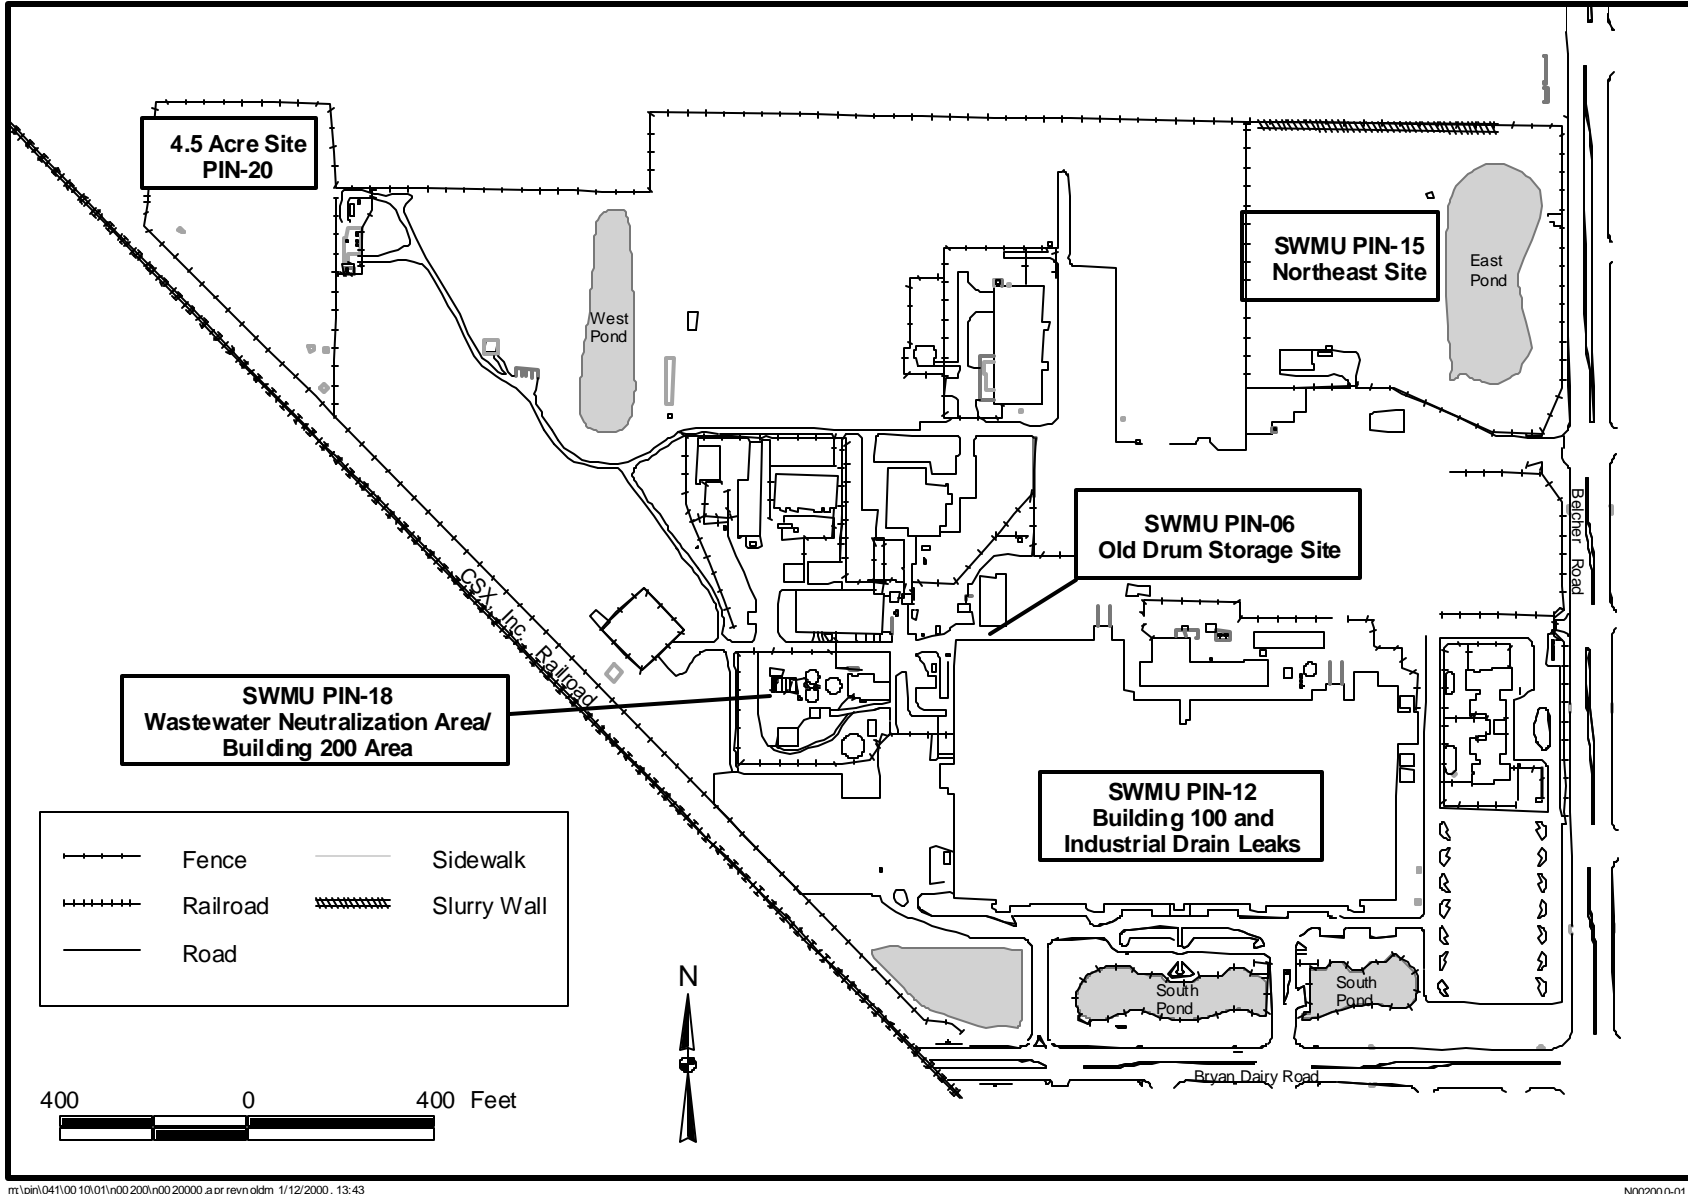 4.5 Acre Site
PIN-20
SWMU PIN-15
Northeast Site
East
Pond
West
Pond
SWMU PIN-06
Old Drum Storage Site
Belcher Road
CSX, Inc. Railroad
SWMU PIN-18
Wastewater Neutralization Area/
Building 200 Area
SWMU PIN-12
Building 100 and
Industrial Drain Leaks
Fence
Sidewalk
Railroad
Slurry Wall
Road
N
South
Pond
South
Pond
Bryan Dairy Road
400 0 400 Feet
m:\pin\041\0010\01\n00200\n0020000.apr reynoldm 1/12/2000, 13:43
N002000-01